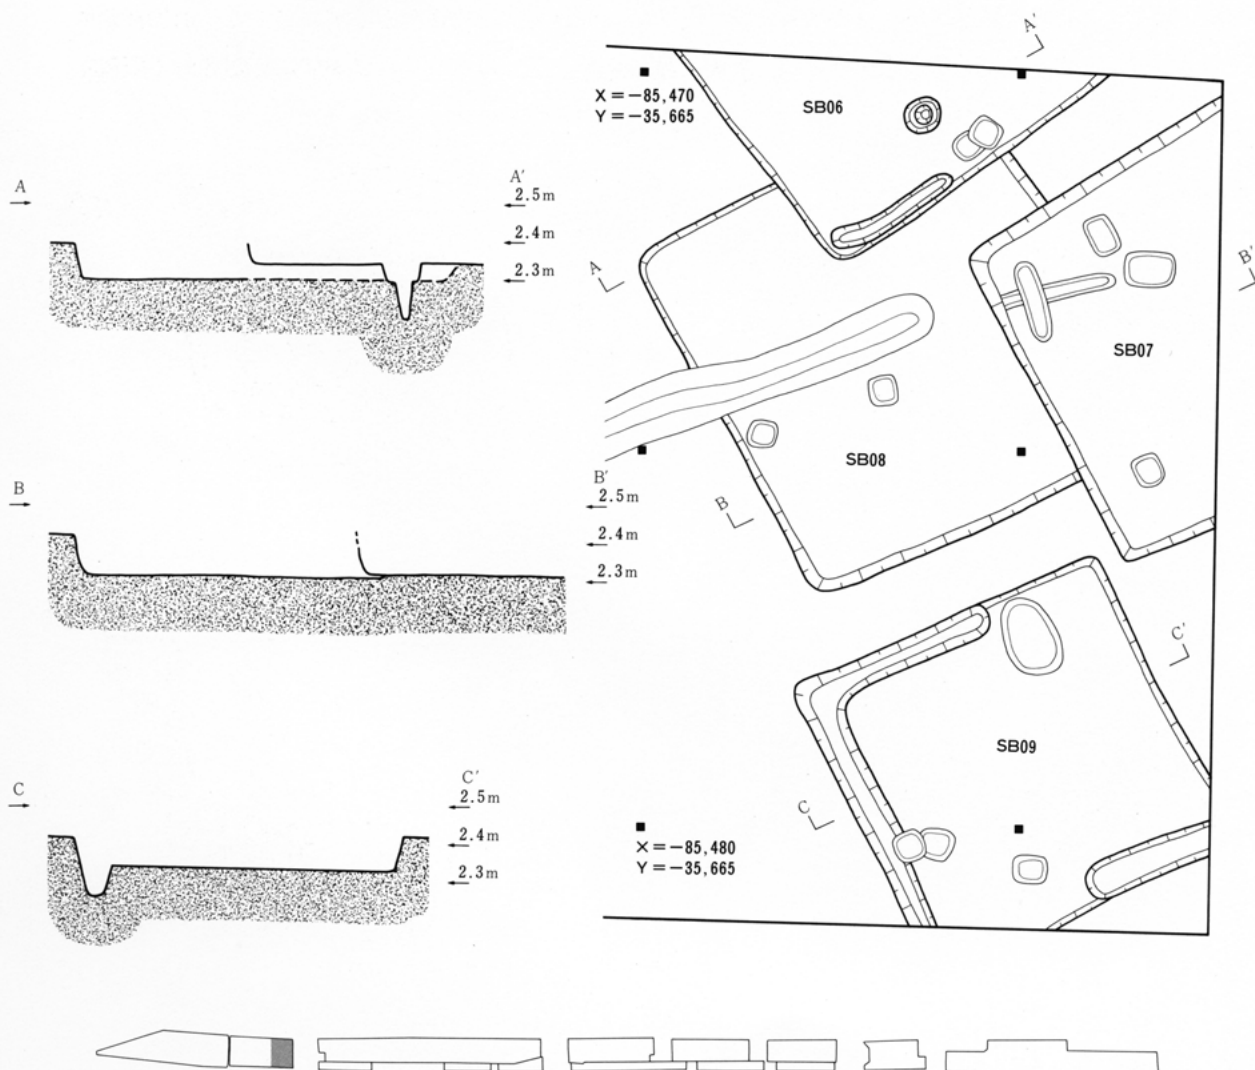 A
A′
2.5m
2.4m
2.3m
B
B′
2.5m
2.4m
2.3m
C
C′
2.5m
2.4m
2.3m
A′
X=-85,470
Y=-35,665
SB06
A
B′
SB07
SB08
B
C′
SB09
C
X=-85,480
Y=-35,665